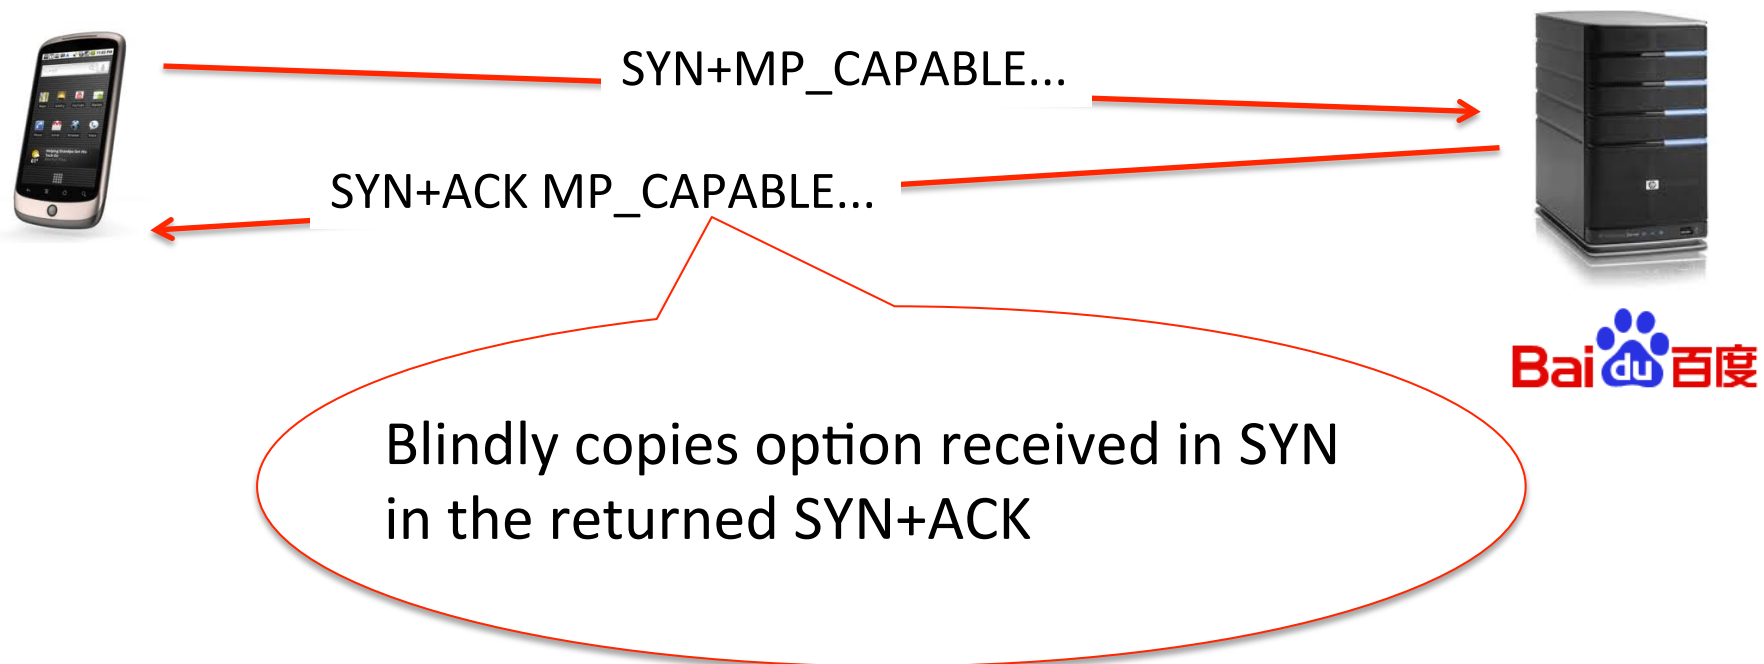 SYN+MP_CAPABLE...
SYN+ACK MP_CAPABLE...
Bai du 百度
Blindly copies option received in SYN
in the returned SYN+ACK